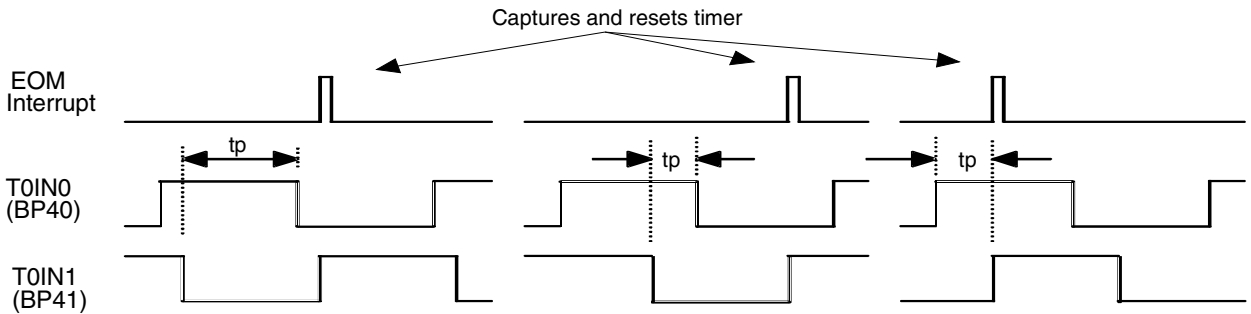 Captures and resets timer
EOM
Interrupt
tp
tp
tp
T0IN0
(BP40)
T0IN1
(BP41)